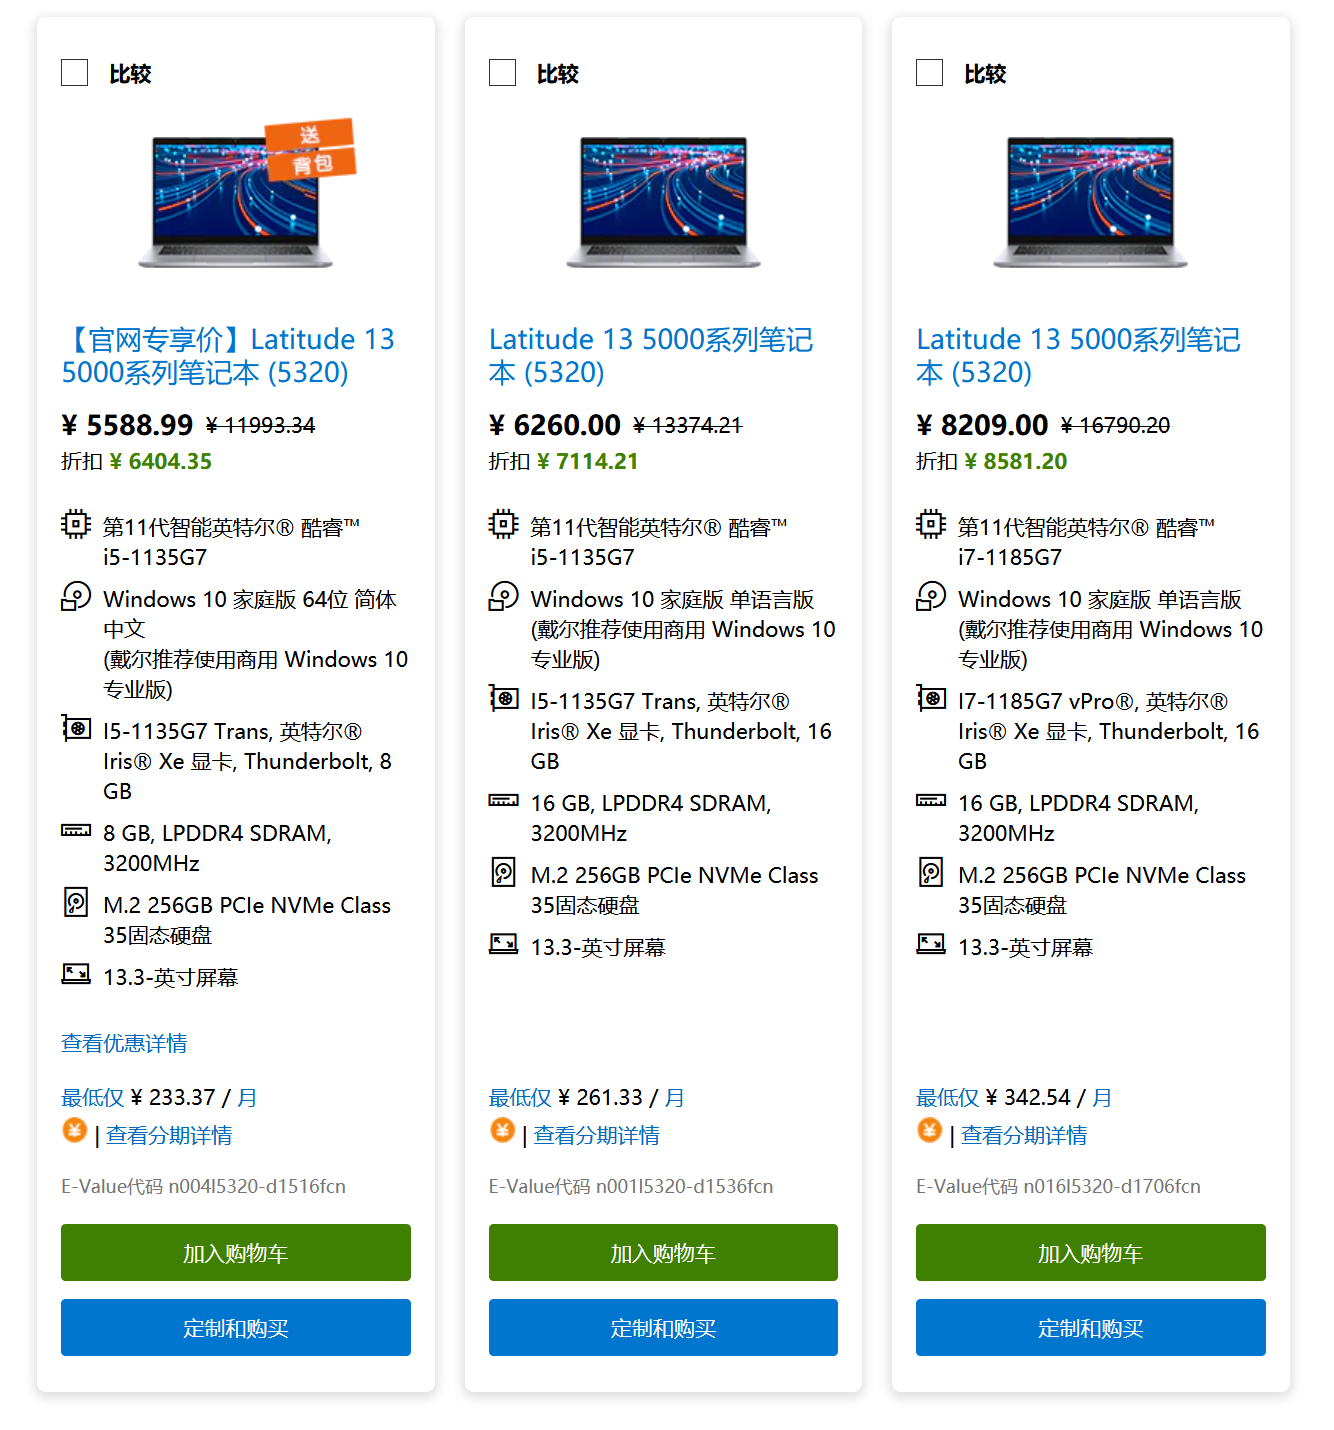 比较
送
背包
【官网专享价】Latitude 13
5000系列笔记本 (5320)
¥ 5588.99 ¥ 11993.34
折扣 ¥ 6404.35
第11代智能英特尔® 酷睿™
i5-1135G7
Windows 10 家庭版 64位 简体
中文
(戴尔推荐使用商用 Windows 10
专业版)
I5-1135G7 Trans, 英特尔®
Iris® Xe 显卡, Thunderbolt, 8
GB
8 GB, LPDDR4 SDRAM,
3200MHz
M.2 256GB PCIe NVMe Class
35固态硬盘
13.3-英寸屏幕
查看优惠详情
最低仅 ¥ 233.37 / 月
¥ | 查看分期详情
E-Value代码 n004l5320-d1516fcn
加入购物车
定制和购买
比较
Latitude 13 5000系列笔记
本 (5320)
¥ 6260.00 ¥ 13374.21
折扣 ¥ 7114.21
第11代智能英特尔® 酷睿™
i5-1135G7
Windows 10 家庭版 单语言版
(戴尔推荐使用商用 Windows 10
专业版)
I5-1135G7 Trans, 英特尔®
Iris® Xe 显卡, Thunderbolt, 16
GB
16 GB, LPDDR4 SDRAM,
3200MHz
M.2 256GB PCIe NVMe Class
35固态硬盘
13.3-英寸屏幕
最低仅 ¥ 261.33 / 月
¥ | 查看分期详情
E-Value代码 n001l5320-d1536fcn
加入购物车
定制和购买
比较
Latitude 13 5000系列笔记
本 (5320)
¥ 8209.00 ¥ 16790.20
折扣 ¥ 8581.20
第11代智能英特尔® 酷睿™
i7-1185G7
Windows 10 家庭版 单语言版
(戴尔推荐使用商用 Windows 10
专业版)
I7-1185G7 vPro®, 英特尔®
Iris® Xe 显卡, Thunderbolt, 16
GB
16 GB, LPDDR4 SDRAM,
3200MHz
M.2 256GB PCIe NVMe Class
35固态硬盘
13.3-英寸屏幕
最低仅 ¥ 342.54 / 月
¥ | 查看分期详情
E-Value代码 n016l5320-d1706fcn
加入购物车
定制和购买